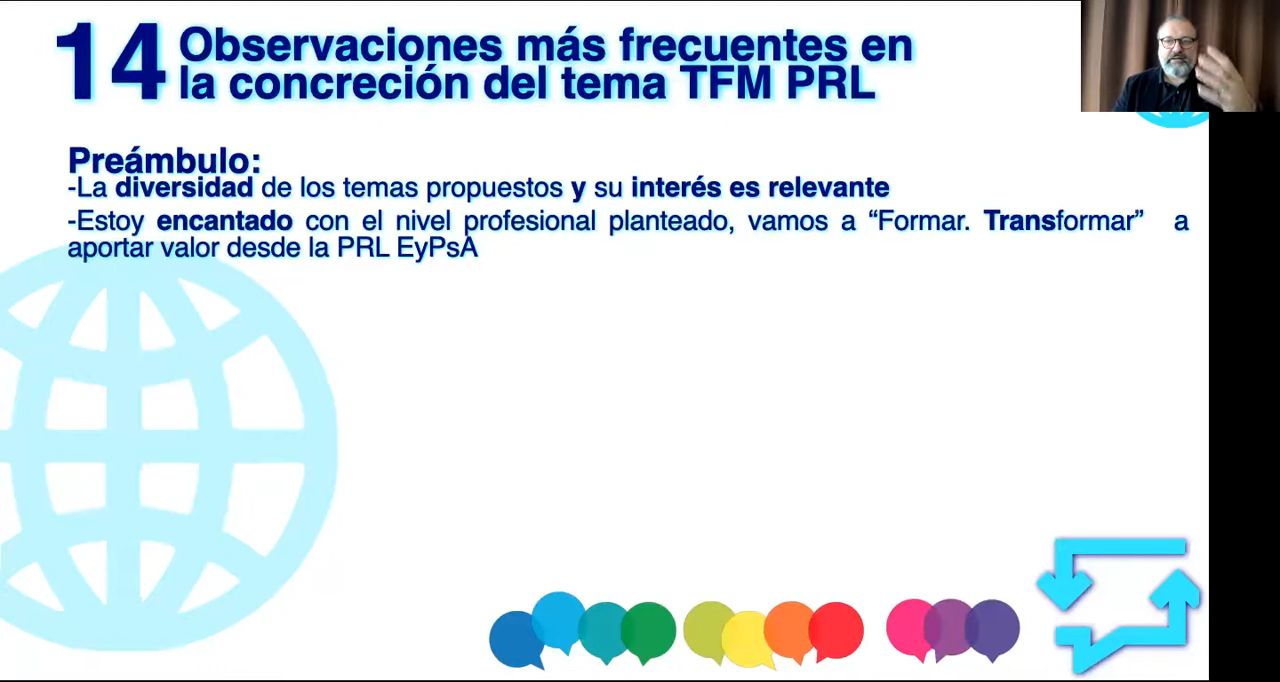 14 Observaciones más frecuentes en
la concreción del tema TFM PRL
Preámbulo:
-La diversidad de los temas propuestos y su interés es relevante
-Estoy encantado con el nivel profesional planteado, vamos a “Formar. Transformar” a
aportar valor desde la PRL EyPsA